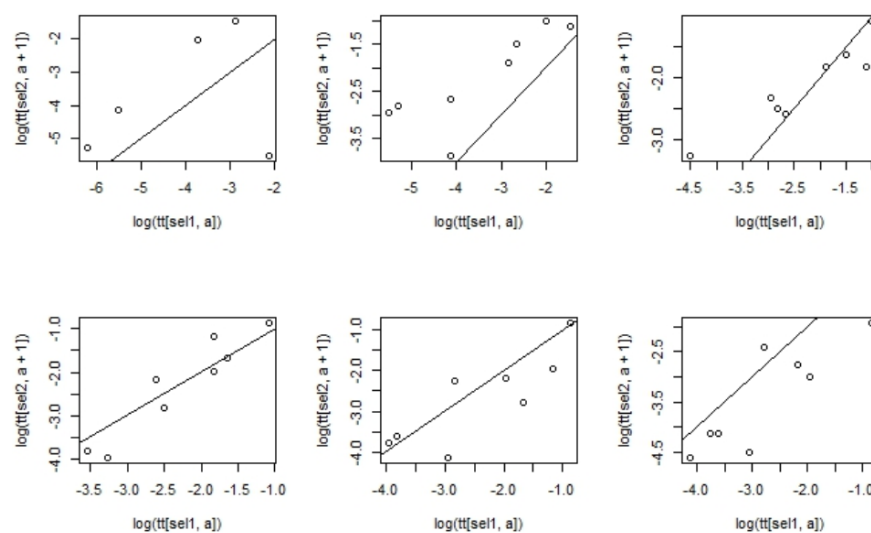 log(tt[sel2, a + 1])
-2
-3
-4
-5
-6 -5 -4 -3 -2
log(tt[sel1, a])
log(tt[sel2, a + 1])
-1.5
-2.5
-3.5
-5 -4 -3 -2
log(tt[sel1, a])
log(tt[sel2, a + 1])
-2.0
-3.0
-4.5 -3.5 -2.5 -1.5
log(tt[sel1, a])
log(tt[sel2, a + 1])
-1.0
-2.0
-3.0
-4.0
-3.5 -3.0 -2.5 -2.0 -1.5 -1.0
log(tt[sel1, a])
log(tt[sel2, a + 1])
-1.0
-2.0
-3.0
-4.0
-4.0 -3.0 -2.0 -1.0
log(tt[sel1, a])
log(tt[sel2, a + 1])
-2.5
-3.5
-4.5
-4.0 -3.0 -2.0 -1.0
log(tt[sel1, a])